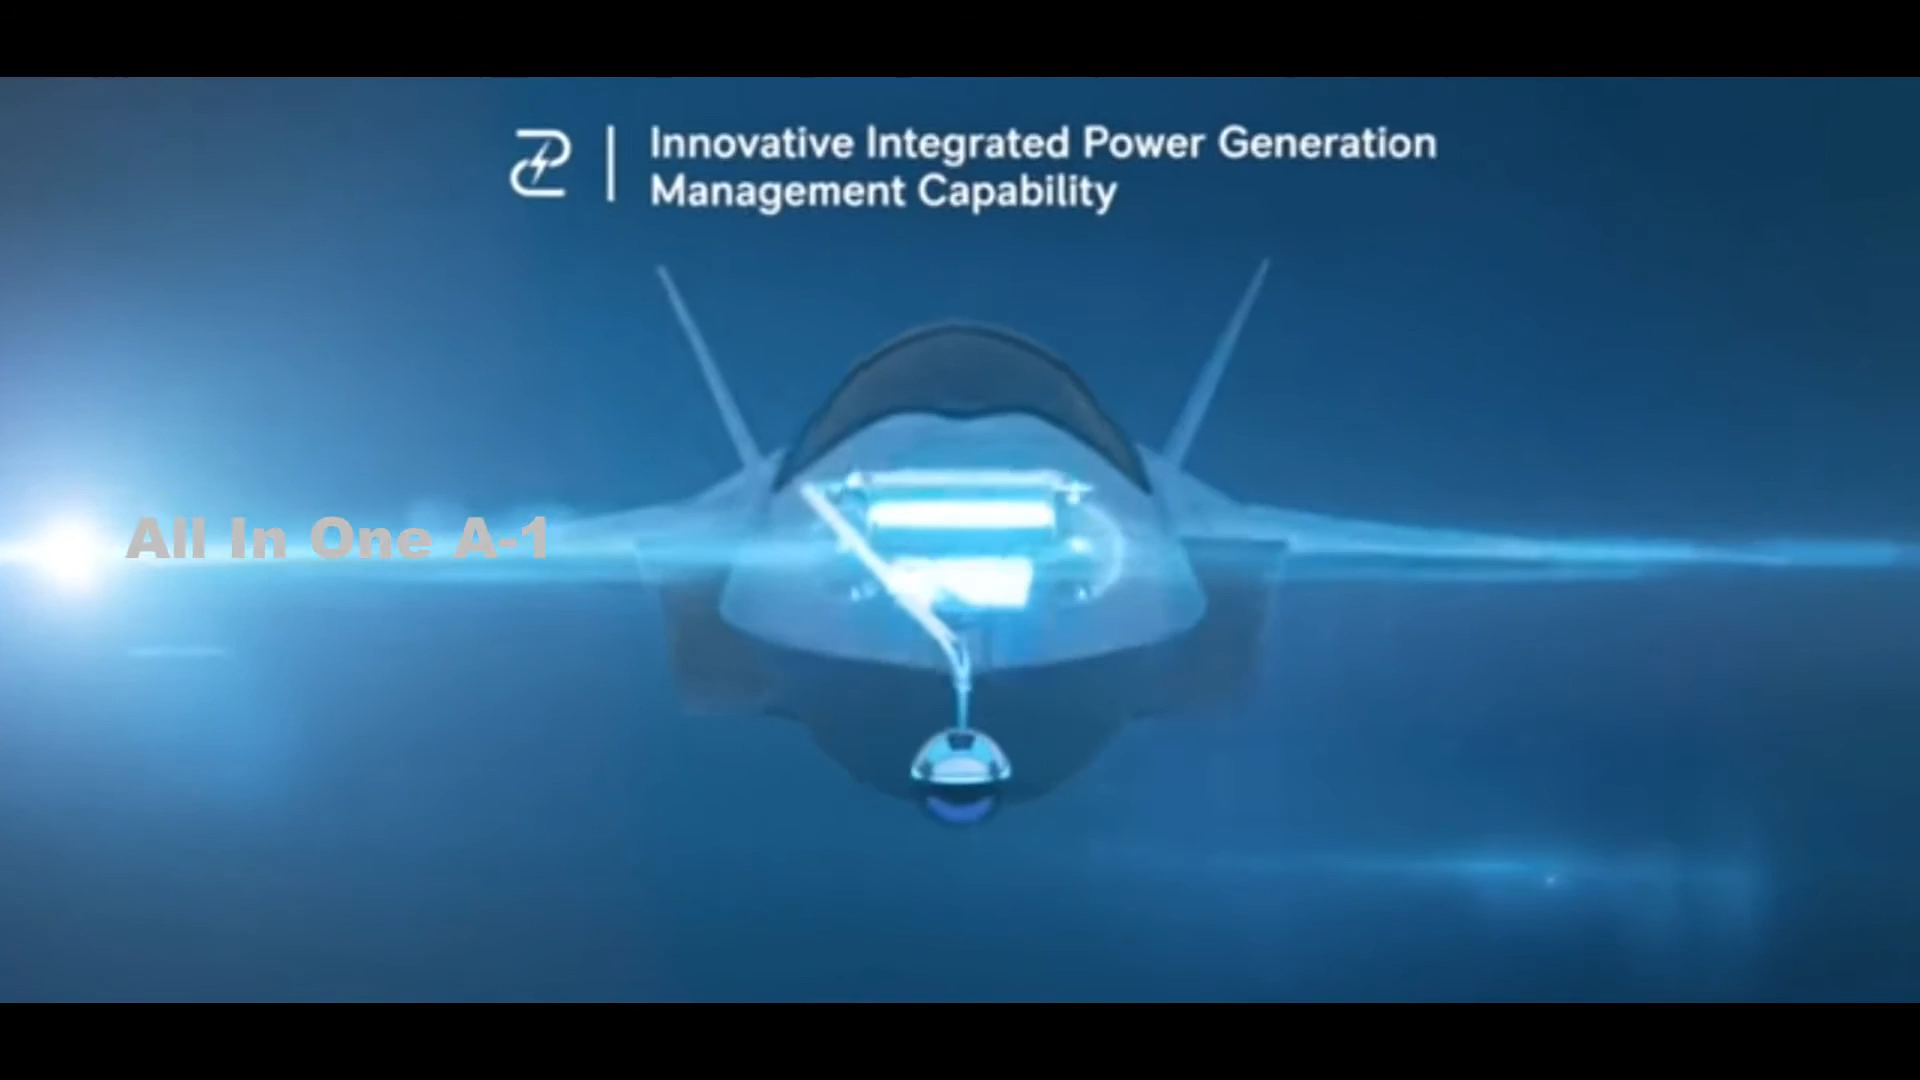 Innovative Integrated Power Generation
Management Capability
All In One A-1